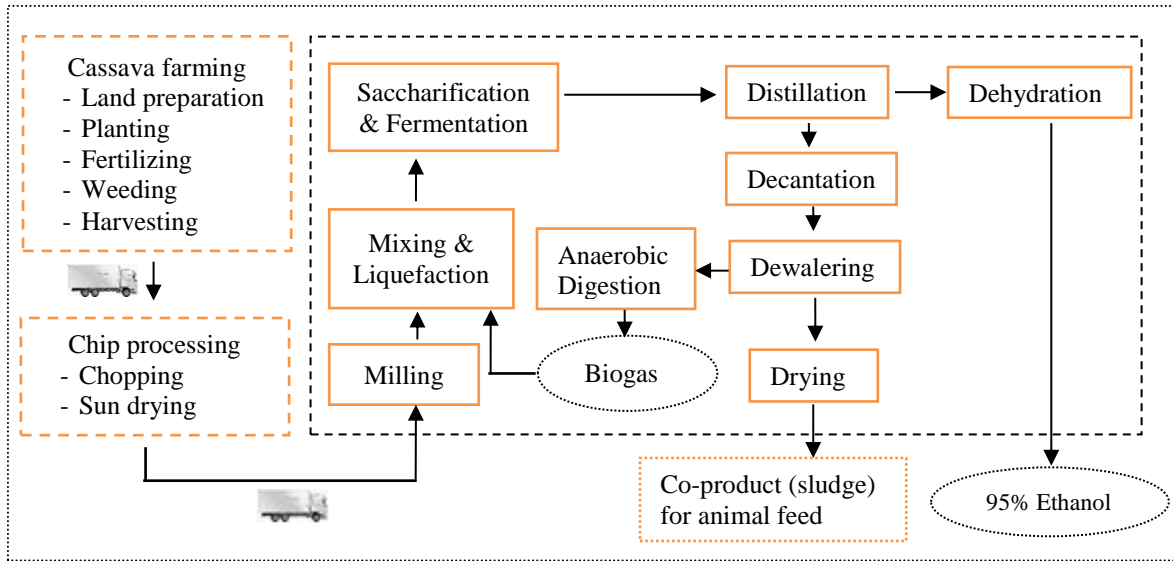 Cassava farming
- Land preparation
- Planting
- Fertilizing
- Weeding
- Harvesting
Chip processing
- Chopping
- Sun drying
Saccharification
& Fermentation
Distillation
Dehydration
Decantation
Mixing &
Liquefaction
Anaerobic
Digestion
Dewalering
Milling
Biogas
Drying
Co-product (sludge)
for animal feed
95% Ethanol